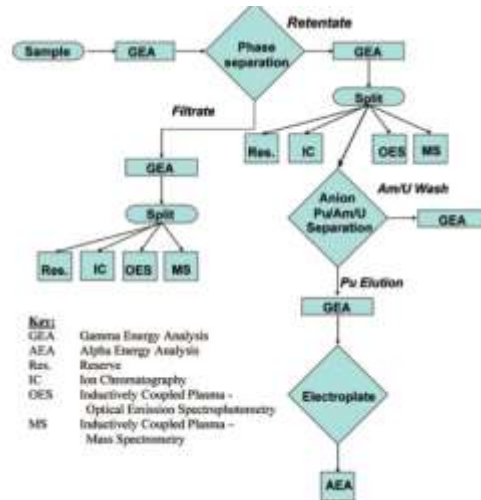 Retentate
Sample
GEA
Phase
separation
GEA
Filtrate
Split
Res.
IC
OES
MS
GEA
Split
Res.
IC
OES
MS
Am/U Wash
Anion
Pu/Am/U
Separation
GEA
Pu Elution
GEA
Electroplate
AEA
Key:
GEA Gamma Energy Analysis
AEA Alpha Energy Analysis
Res. Reserve
IC Ion Chromatography
OES Inductively Coupled Plasma -
Optical Emission Spectrophotometry
MS Inductively Coupled Plasma –
Mass Spectrometry